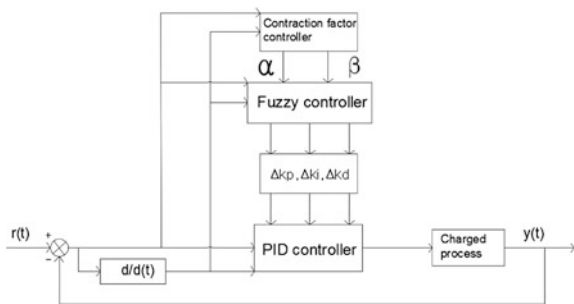 Contraction factor
controller
α β
Fuzzy controller
Δkp, Δki, Δkd
r(t) + −
PID controller
Charged
process
y(t)
d/d(t)